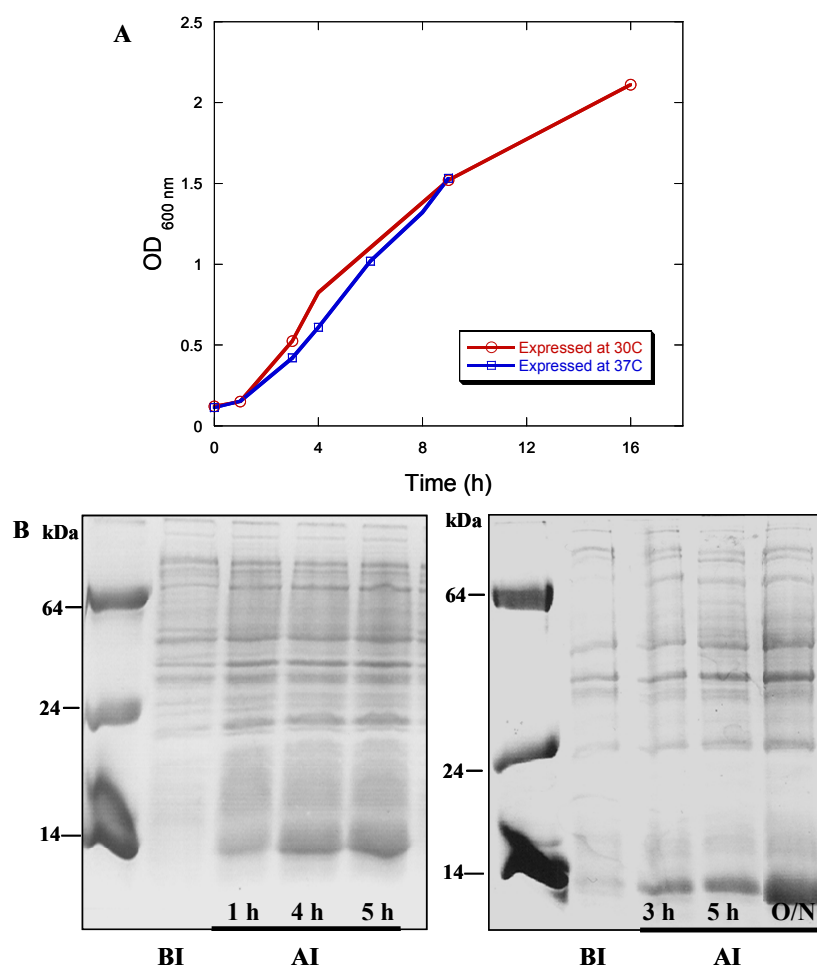 A
2.5
2
1.5
1
0.5
0
OD 600 nm
0 4 8 12 16
Time (h)
Expressed at 30C
Expressed at 37C
B kDa
64
24
14
1 h 4 h 5 h
BI AI
kDa
64
24
14
3 h 5 h O/N
BI AI